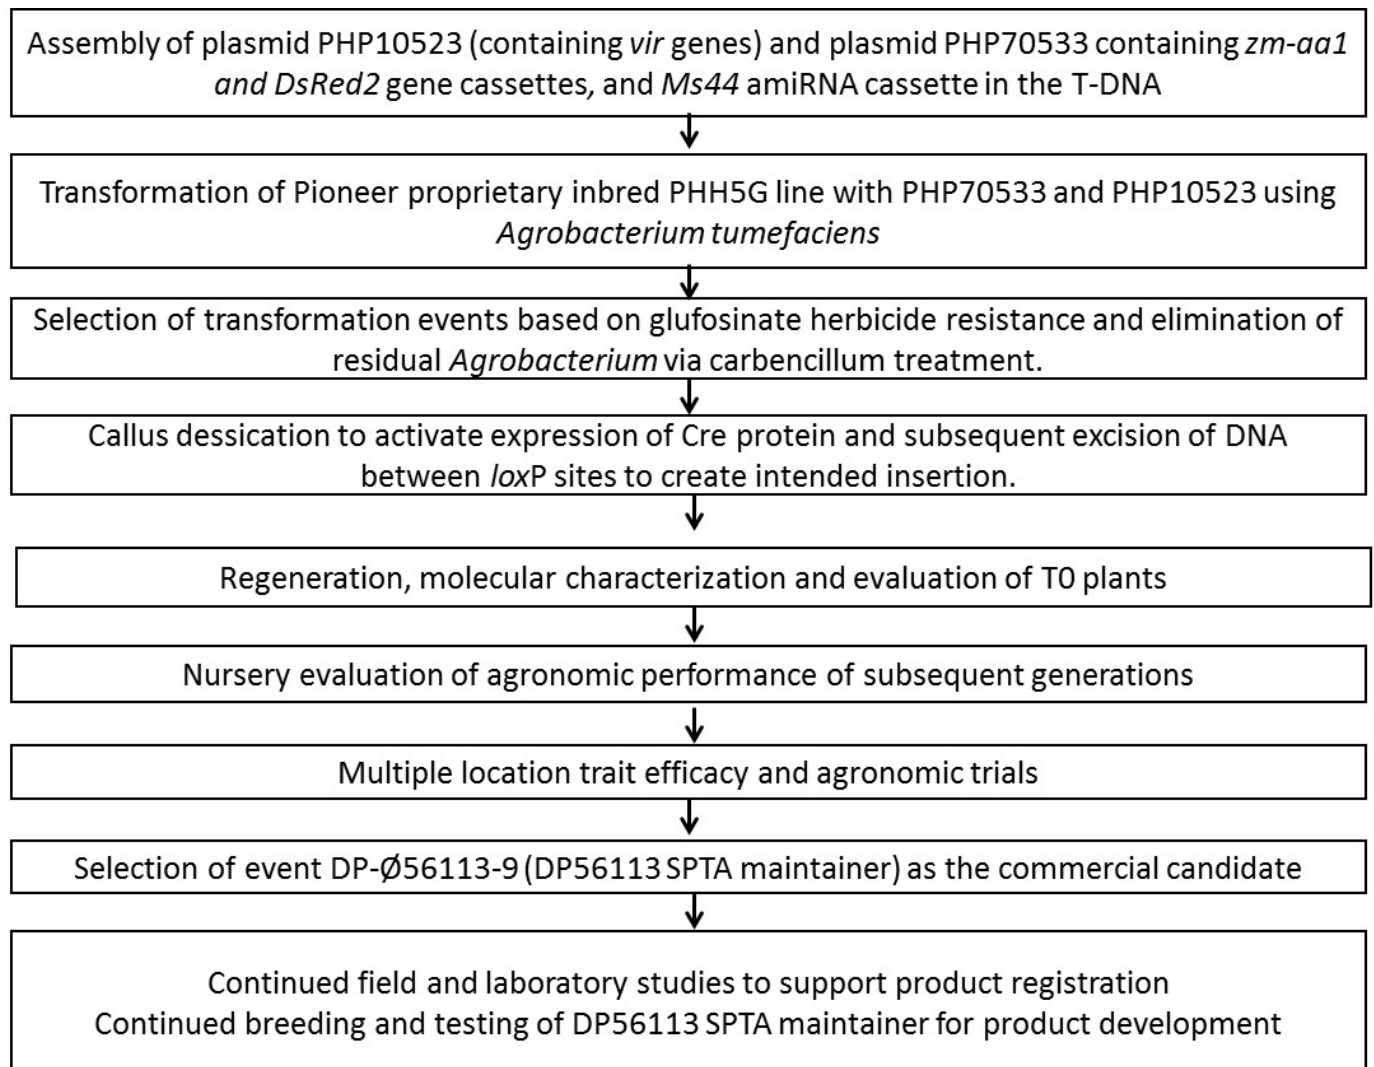 Assembly of plasmid PHP10523 (containing vir genes) and plasmid PHP70533 containing zm-aa1
and DsRed2 gene cassettes, and Ms44 amiRNA cassette in the T-DNA
Transformation of Pioneer proprietary inbred PHH5G line with PHP70533 and PHP10523 using
Agrobacterium tumefaciens
Selection of transformation events based on glufosinate herbicide resistance and elimination of
residual Agrobacterium via carbencillum treatment.
Callus dessication to activate expression of Cre protein and subsequent excision of DNA
between loxP sites to create intended insertion.
Regeneration, molecular characterization and evaluation of T0 plants
Nursery evaluation of agronomic performance of subsequent generations
Multiple location trait efficacy and agronomic trials
Selection of event DP-Ø56113-9 (DP56113 SPTA maintainer) as the commercial candidate
Continued field and laboratory studies to support product registration
Continued breeding and testing of DP56113 SPTA maintainer for product development